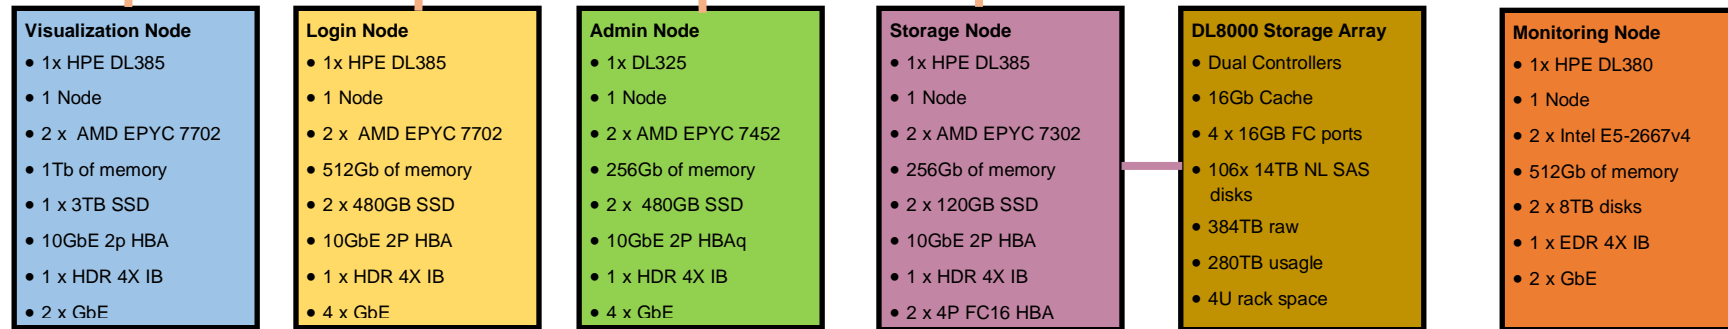 Visualization Node
• 1x HPE DL385
• 1 Node
• 2 x  AMD EPYC 7702
• 1Tb of memory
• 1 x 3TB SSD
• 10GbE 2p HBA
• 1 x HDR 4X IB
• 2 x GbE
Login Node
• 1x HPE DL385
• 1 Node
• 2 x  AMD EPYC 7702
• 512Gb of memory
• 2 x 480GB SSD
• 10GbE 2P HBA
• 1 x HDR 4X IB
• 4 x GbE
Admin Node
• 1x DL325
• 1 Node
• 2 x AMD EPYC 7452
• 256Gb of memory
• 2 x  480GB SSD
• 10GbE 2P HBAq
• 1 x HDR 4X IB
• 4 x GbE
Storage Node
• 1x HPE DL385
• 1 Node
• 2 x AMD EPYC 7302
• 256Gb of memory
• 2 x 120GB SSD
• 10GbE 2P HBA
• 1 x HDR 4X IB
• 2 x 4P FC16 HBA
DL8000 Storage Array
• Dual Controllers
• 16Gb Cache
• 4 x 16GB FC ports
• 106x 14TB NL SAS
disks
• 384TB raw
• 280TB usagle
• 4U rack space
Monitoring Node
• 1x HPE DL380
• 1 Node
• 2 x Intel E5-2667v4
• 512Gb of memory
• 2 x 8TB disks
• 1 x EDR 4X IB
• 2 x GbE